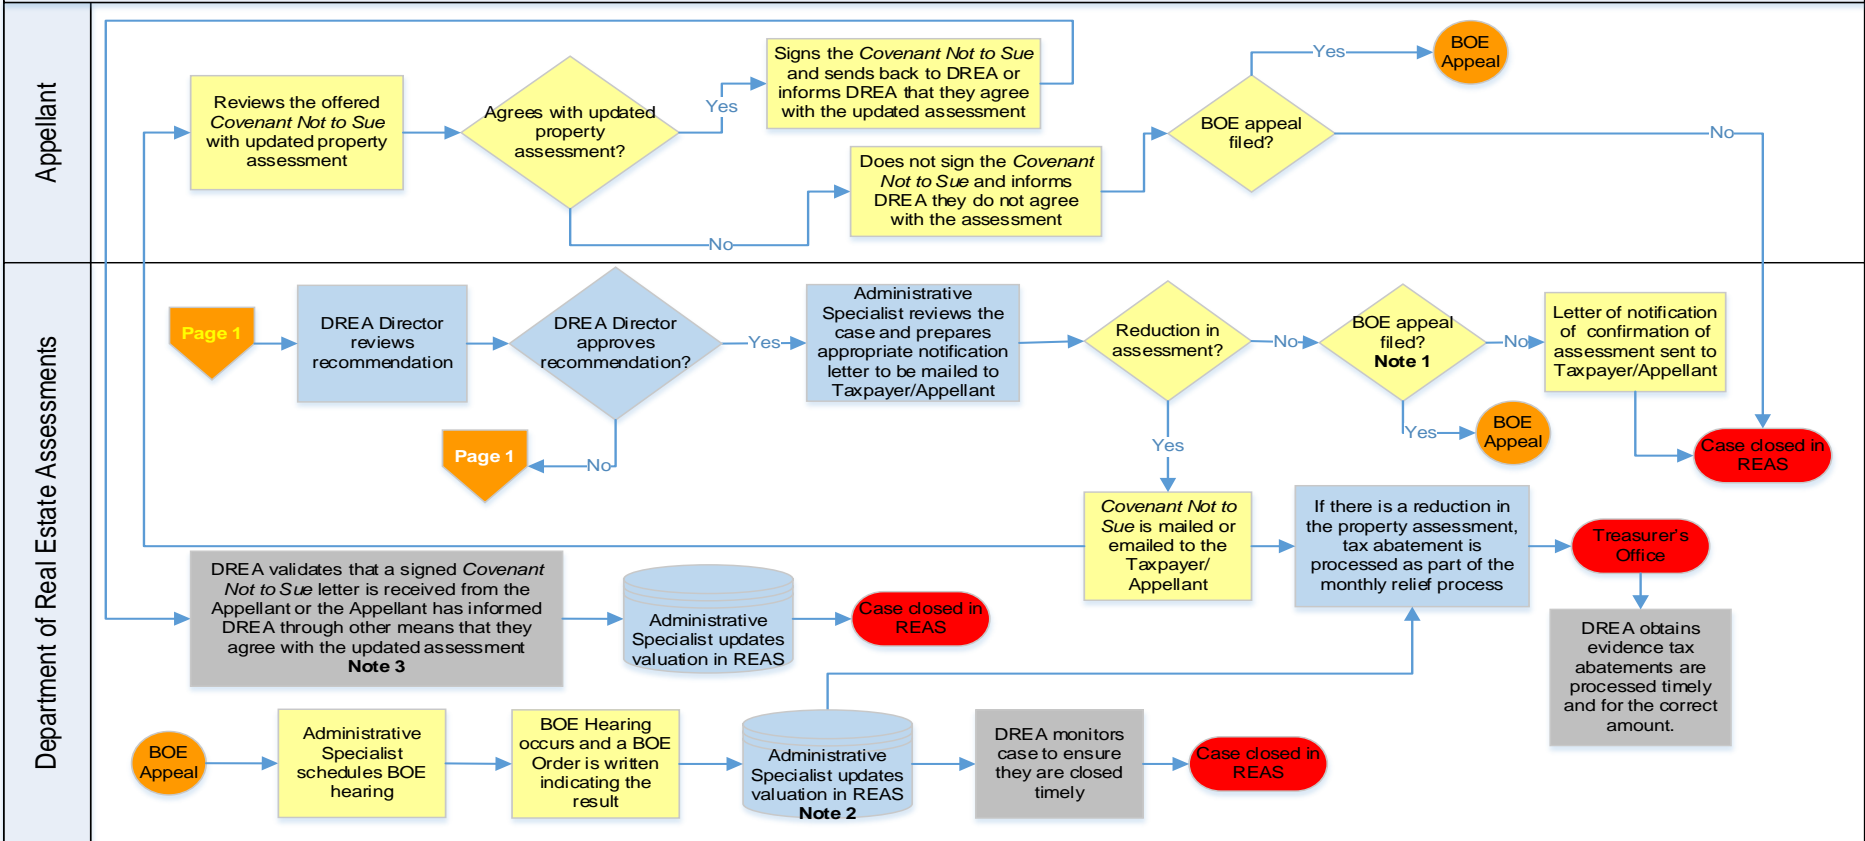 Appellant
Reviews the offered
Covenant Not to Sue
with updated property
assessment
Agrees with updated
property
assessment?
Yes
Signs the Covenant Not to Sue
and sends back to DREA or
informs DREA that they agree
with the updated assessment
No
Does not sign the Covenant
Not to Sue and informs
DREA they do not agree
with the assessment
BOE appeal
filed?
Yes
BOE
Appeal
No
Department of Real Estate Assessments
Page 1
DREA Director
reviews
recommendation
DREA Director
approves
recommendation?
No
Page 1
Yes
Administrative
Specialist reviews the
case and prepares
appropriate notification
letter to be mailed to
Taxpayer/Appellant
Reduction in
assessment?
No
BOE appeal
filed?
Note 1
No
Letter of notification
of confirmation of
assessment sent to
Taxpayer/Appellant
Yes
BOE
Appeal
Case closed in
REAS
Yes
Covenant Not to
Sue is mailed or
emailed to the
Taxpayer/
Appellant
If there is a reduction in
the property assessment,
tax abatement is
processed as part of the
monthly relief process
Treasurer's
Office
DREA obtains
evidence tax
abatements are
processed timely
and for the correct
amount.
DREA validates that a signed Covenant
Not to Sue letter is received from the
Appellant or the Appellant has informed
DREA through other means that they
agree with the updated assessment
Note 3
Administrative
Specialist updates
valuation in REAS
Case closed in
REAS
BOE
Appeal
Administrative
Specialist
schedules BOE
hearing
BOE Hearing
occurs and a BOE
Order is written
indicating the
result
Administrative
Specialist updates
valuation in REAS
Note 2
DREA monitors
case to ensure
they are closed
timely
Case closed in
REAS